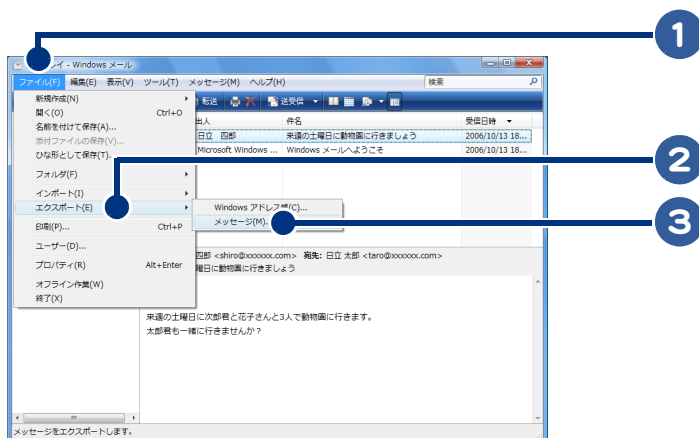 1
イ - Windows メール
ファイル(F) 編集(E) 表示(V) ツール(T) メッセージ(M) ヘルプ(H)
検索
転送 送受信
新規作成(N)
開く(O) Ctrl+O
名前を付けて保存(A)...
添付ファイルの保存(V)...
ひな形として保存(T)...
フォルダ(F)
インポート(I)
エクスポート(E)
印刷(P)... Ctrl+P
ユーザー(D)...
プロパティ(R) Alt+Enter
オフライン作業(W)
終了(X)
出人 件名 受信日時
日立 四郎 来週の土曜日に動物園に行きましょう 2006/10/13 18...
Microsoft Windows ... Windows メールへようこそ 2006/10/13 18...
2
Windows アドレス帳(C)...
メッセージ(M)...
3
四郎 <shiro@xxxxxx.com> 宛先: 日立 太郎 <taro@xxxxxx.com>
曜日に動物園に行きましょう
来週の土曜日に次郎君と花子さんと3人で動物園に行きます。
太郎君も一緒に行きませんか？
メッセージをエクスポートします。